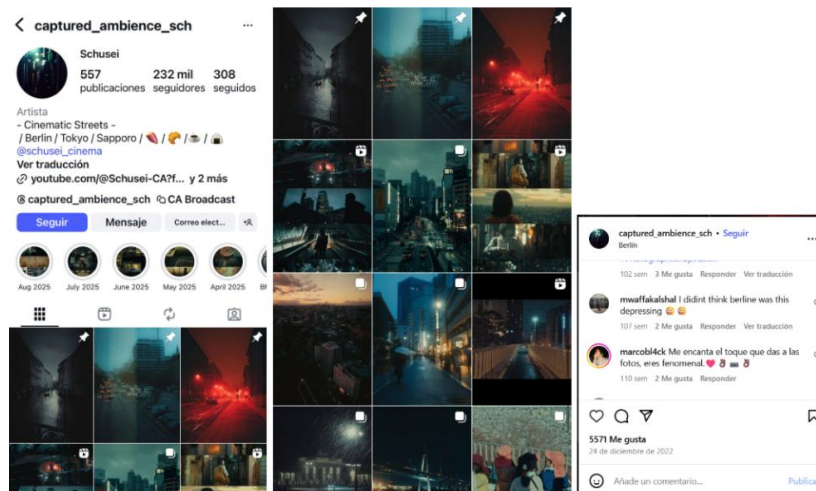 captured_ambience_sch
Schusei
557 232 mil 308
publicaciones seguidores seguidos
Artista
- Cinematic Streets -
/ Berlin / Tokyo / Sapporo / 🍢 / 🥐 / ☕ / 🍙
@schusei_cinema
Ver traducción
youtube.com/@Schusei-CA?f... y 2 más
captured_ambience_sch CA Broadcast
Seguir Mensaje Correo elect...
Aug 2025 July 2025 June 2025 May 2025 April 2025
captured_ambience_sch • Seguir
Berlin
102 sem 3 Me gusta Responder Ver traducción
mwaffakalshal I didint think berline was this
depressing 😀 😀
107 sem 2 Me gusta Responder Ver traducción
marcobl4ck Me encanta el toque que das a las
fotos, eres fenomenal.
110 sem 2 Me gusta Responder
5571 Me gusta
24 de diciembre de 2022
Añade un comentario... Publica